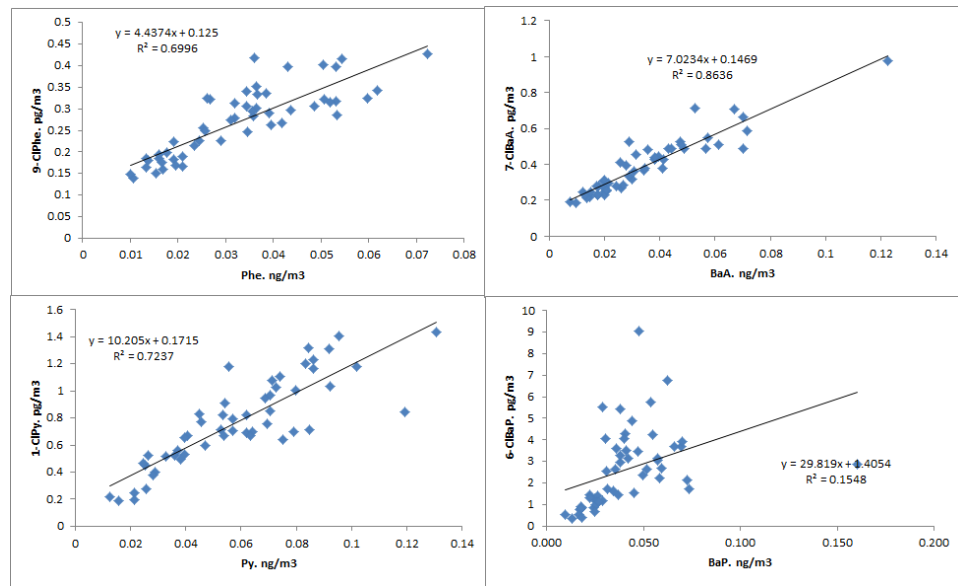 0.5
0.45
0.4
0.35
0.3
0.25
0.2
0.15
0.1
0.05
0
9-ClPhe. pg/m3
y = 4.4374x + 0.125
R² = 0.6996
0 0.01 0.02 0.03 0.04 0.05 0.06 0.07 0.08
Phe. ng/m3
1.2
1
0.8
0.6
0.4
0.2
0
7-ClBaA. pg/m3
y = 7.0234x + 0.1469
R² = 0.8636
0 0.02 0.04 0.06 0.08 0.1 0.12 0.14
BaA. ng/m3
1.6
1.4
1.2
1
0.8
0.6
0.4
0.2
0
1-ClPy. pg/m3
y = 10.205x + 0.1715
R² = 0.7237
0 0.02 0.04 0.06 0.08 0.1 0.12 0.14
Py. ng/m3
10
9
8
7
6
5
4
3
2
1
0
6-ClBaP. pg/m3
y = 29.819x + 1.4054
R² = 0.1548
0.000 0.050 0.100 0.150 0.200
BaP. ng/m3